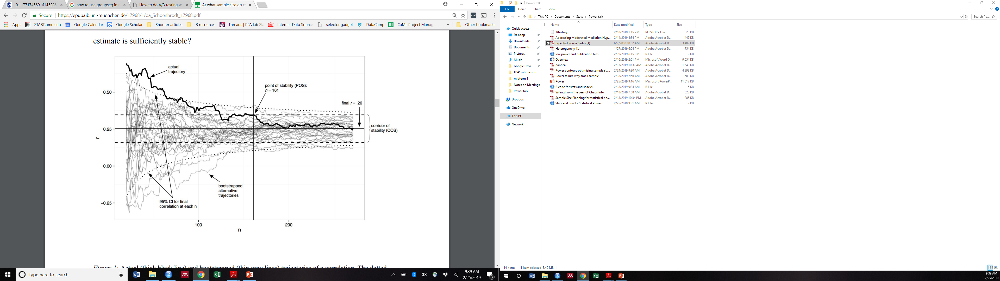 10.117717456916145285
how to use groupseq in r
How to do A/B testing wi
At what sample size do c
Secure
https://epub.ub.uni-muenchen.de/17968/1/oa_Schoenbrodt_17968.pdf
Apps
START.umd.edu
Google Calendar
Google Scholar
Shooter articles
R resources
Threads | PPA lab Sla
Internet Data Source
selector gadget
DataCamp
CaML Project Manag
»
Other bookmarks
estimate is sufficiently stable?
actual
trajectory
point of stability (POS):
n = 161
final r = .26
corridor of
stability (COS)
bootstrapped
alternative
trajectories
95% CI for final
correlation at each n
0.50
0.25
0.00
−0.25
r
100
200
n
Figure 1: Actual (thick black line) and bootstrapped (thin gray lines) trajectories of a correlation. The dotted
Type here to search
9:39 AM
2/25/2019
3
Power talk
File
Home
Share
View
This PC
Documents
Stats
Power talk
Search Po...
Quick access
Desktop
Downloads
Documents
Pictures
Music
Google Drive
JESP submission
midterm 1
Notes on Meetings
Power talk
Dropbox
OneDrive
This PC
Network
Name Date modified Type Size
.Rhistory 2/18/2019 1:45 PM RHISTORY File 20 KB
Addressing Moderated Mediation Hyp... 2/14/2019 4:34 PM Adobe Acrobat D... 447 KB
Expected Power Slides (1) 6/7/2018 10:52 AM Adobe Acrobat D... 3,489 KB
Heterogeneity_KJ 1/27/2019 6:04 PM Adobe Acrobat D... 754 KB
low power and publication bias 2/19/2019 6:15 PM R File 2 KB
Overview 2/16/2019 2:51 PM Microsoft Word D... 9,654 KB
pangea 2/17/2019 10:32 AM Adobe Acrobat D... 1,649 KB
Power contours optimising sample siz... 2/24/2019 9:30 AM Adobe Acrobat D... 4,999 KB
Power failure why small sample 2/18/2019 7:56 AM Adobe Acrobat D... 500 KB
Power 2/25/2019 9:16 AM Microsoft PowerP... 11,517 KB
R code for stats and snacks 2/18/2019 9:34 AM R File 5 KB
Sailing From the Seas of Chaos Into 2/18/2019 7:58 AM Adobe Acrobat D... 623 KB
Sample Size Planning for statistical po... 2/13/2019 10:34 PM Adobe Acrobat D... 285 KB
Stats and Snacks Statistical Power 2/25/2019 9:31 AM R File 7 KB
14 items 1 item selected 3.40 MB
9:39 AM
2/25/2019